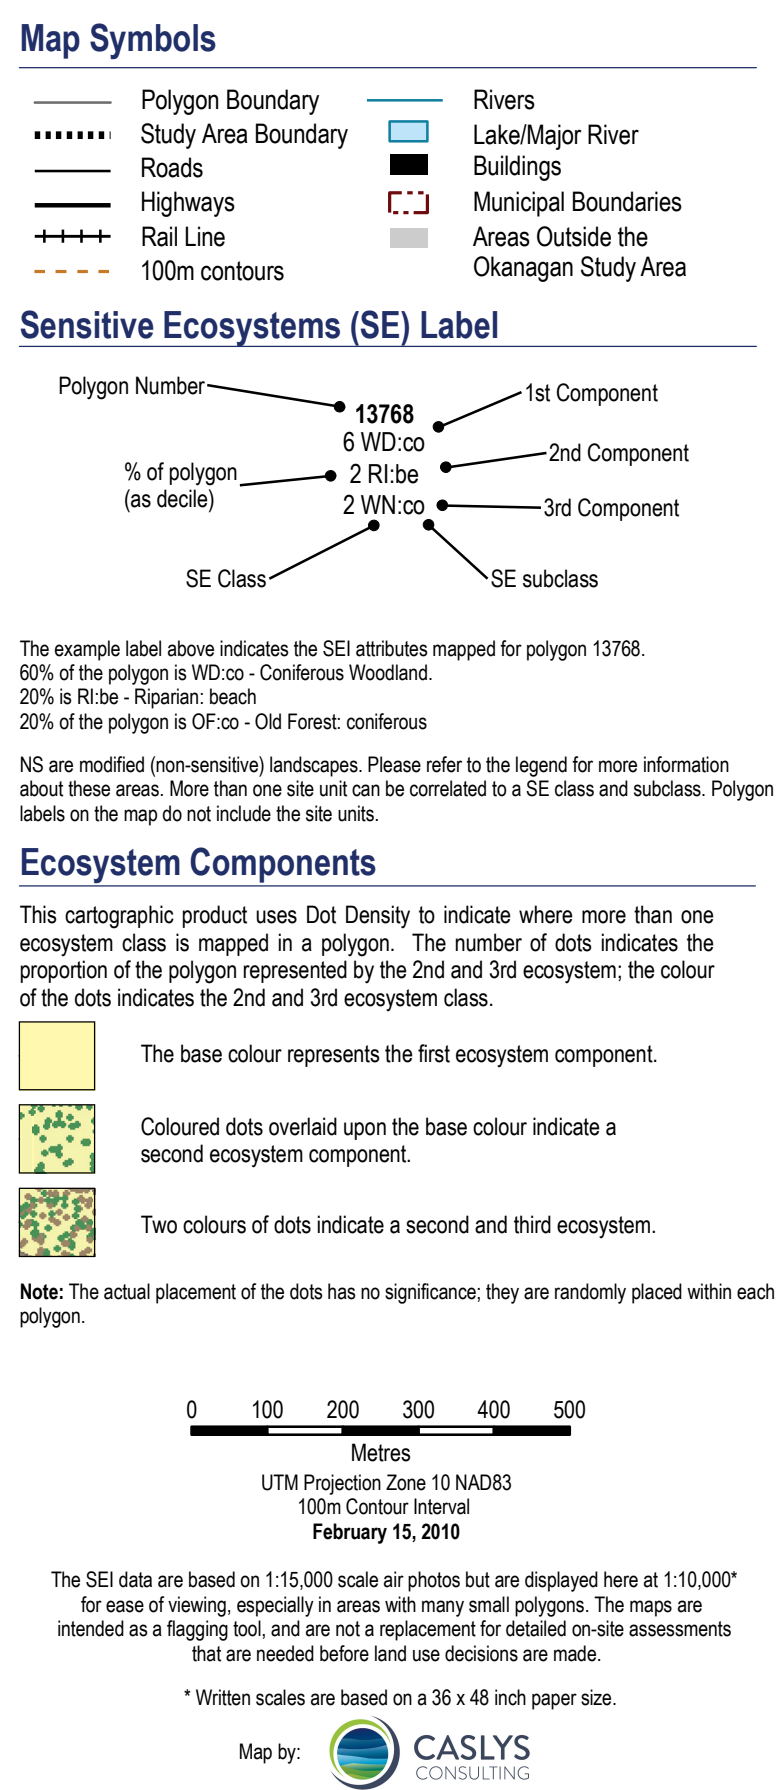 Map Symbols
Polygon Boundary
Study Area Boundary
Roads
Highways
Rail Line
100m contours
Rivers
Lake/Major River
Buildings
Municipal Boundaries
Areas Outside the
Okanagan Study Area
Sensitive Ecosystems (SE) Label
Polygon Number
13768
1st Component
6 WD:co
2nd Component
% of polygon
(as decile)
2 RI:be
2 WN:co
3rd Component
SE Class
SE subclass
The example label above indicates the SEI attributes mapped for polygon 13768.
60% of the polygon is WD:co - Coniferous Woodland.
20% is RI:be - Riparian: beach
20% of the polygon is OF:co - Old Forest: coniferous
NS are modified (non-sensitive) landscapes. Please refer to the legend for more information
about these areas. More than one site unit can be correlated to a SE class and subclass. Polygon
labels on the map do not include the site units.
Ecosystem Components
This cartographic product uses Dot Density to indicate where more than one
ecosystem class is mapped in a polygon. The number of dots indicates the
proportion of the polygon represented by the 2nd and 3rd ecosystem; the colour
of the dots indicates the 2nd and 3rd ecosystem class.
The base colour represents the first ecosystem component.
Coloured dots overlaid upon the base colour indicate a
second ecosystem component.
Two colours of dots indicate a second and third ecosystem.
Note: The actual placement of the dots has no significance; they are randomly placed within each
polygon.
0 100 200 300 400 500
Metres
UTM Projection Zone 10 NAD83
100m Contour Interval
February 15, 2010
The SEI data are based on 1:15,000 scale air photos but are displayed here at 1:10,000*
for ease of viewing, especially in areas with many small polygons. The maps are
intended as a flagging tool, and are not a replacement for detailed on-site assessments
that are needed before land use decisions are made.
* Written scales are based on a 36 x 48 inch paper size.
Map by:
CASLYS
CONSULTING